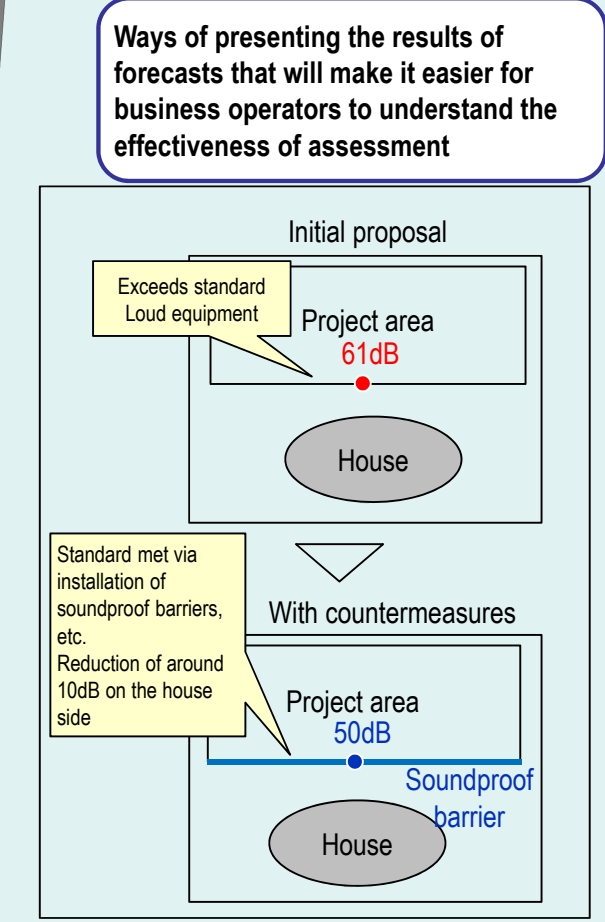 Ways of presenting the results of
forecasts that will make it easier for
business operators to understand the
effectiveness of assessment
Initial proposal
Exceeds standard
Loud equipment
Project area
61dB
House
Standard met via
installation of
soundproof barriers,
etc.
Reduction of around
10dB on the house
side
With countermeasures
Project area
50dB
Soundproof
barrier
House